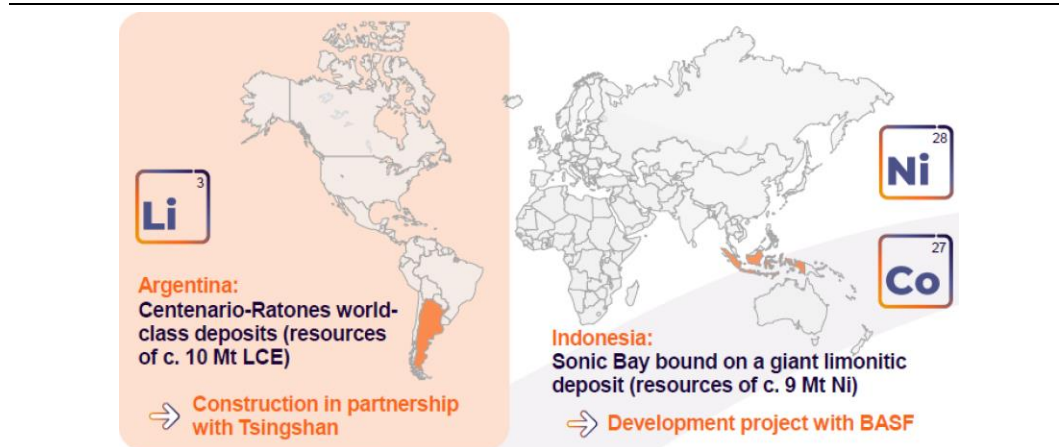 3
Li
Argentina:
Centenario-Ratones world-
class deposits (resources
of c. 10 Mt LCE)
Construction in partnership
with Tsingshan
28
Ni
27
Co
Indonesia:
Sonic Bay bound on a giant limonitic
deposit (resources of c. 9 Mt Ni)
Development project with BASF